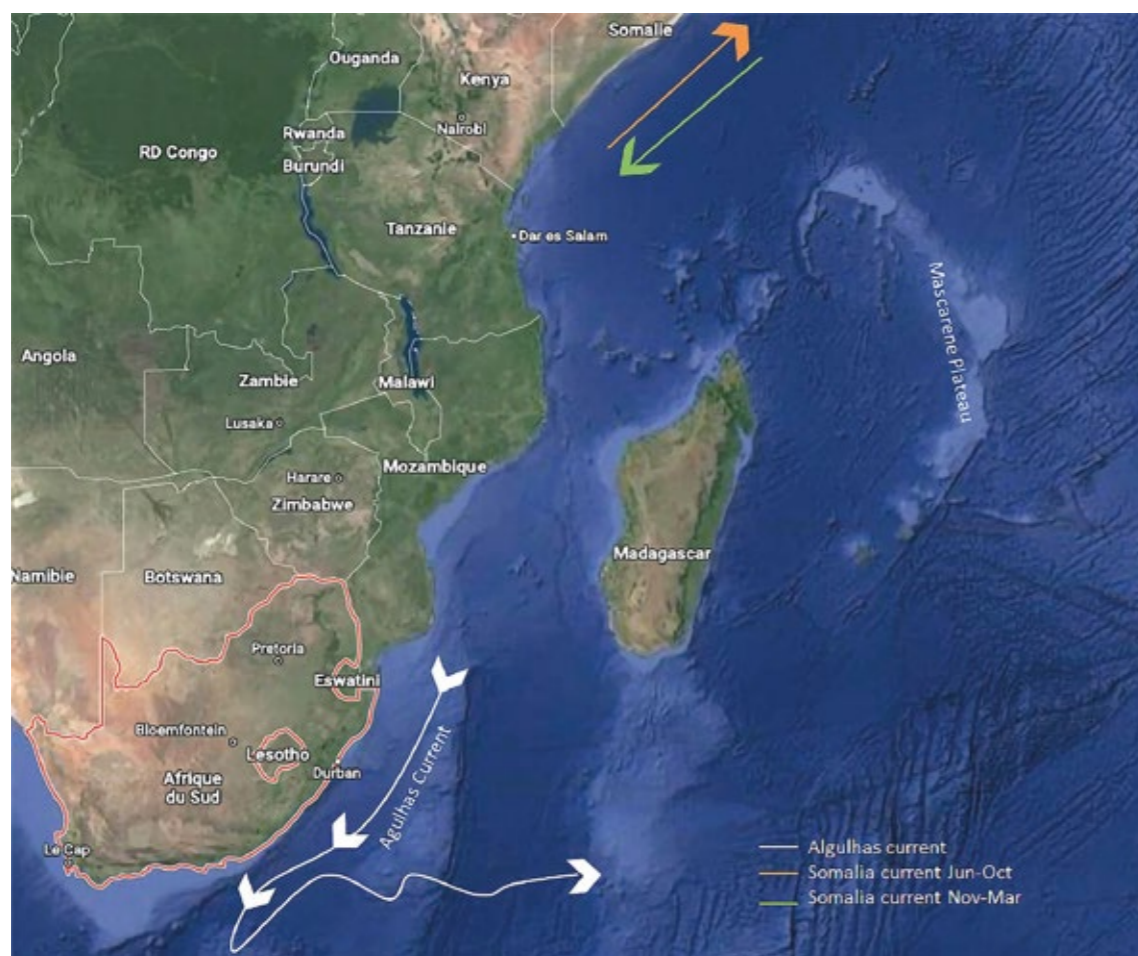 Somalie
Ouganda
Kenya
Nairobi
Rwanda
RD Congo
Burundi
Tanzanie
Dar es Salam
Mascarene Plateau
Angola
Zambie
Malawi
Lusaka
Mozambique
Harare
Zimbabwe
Madagascar
Namibie
Botswana
Pretoria
Eswatini
Bloemfontein
Lesotho
Durban
Afrique
du Sud
Agulhas Current
Le Cap
Algulhas current
Somalia current Jun-Oct
Somalia current Nov-Mar